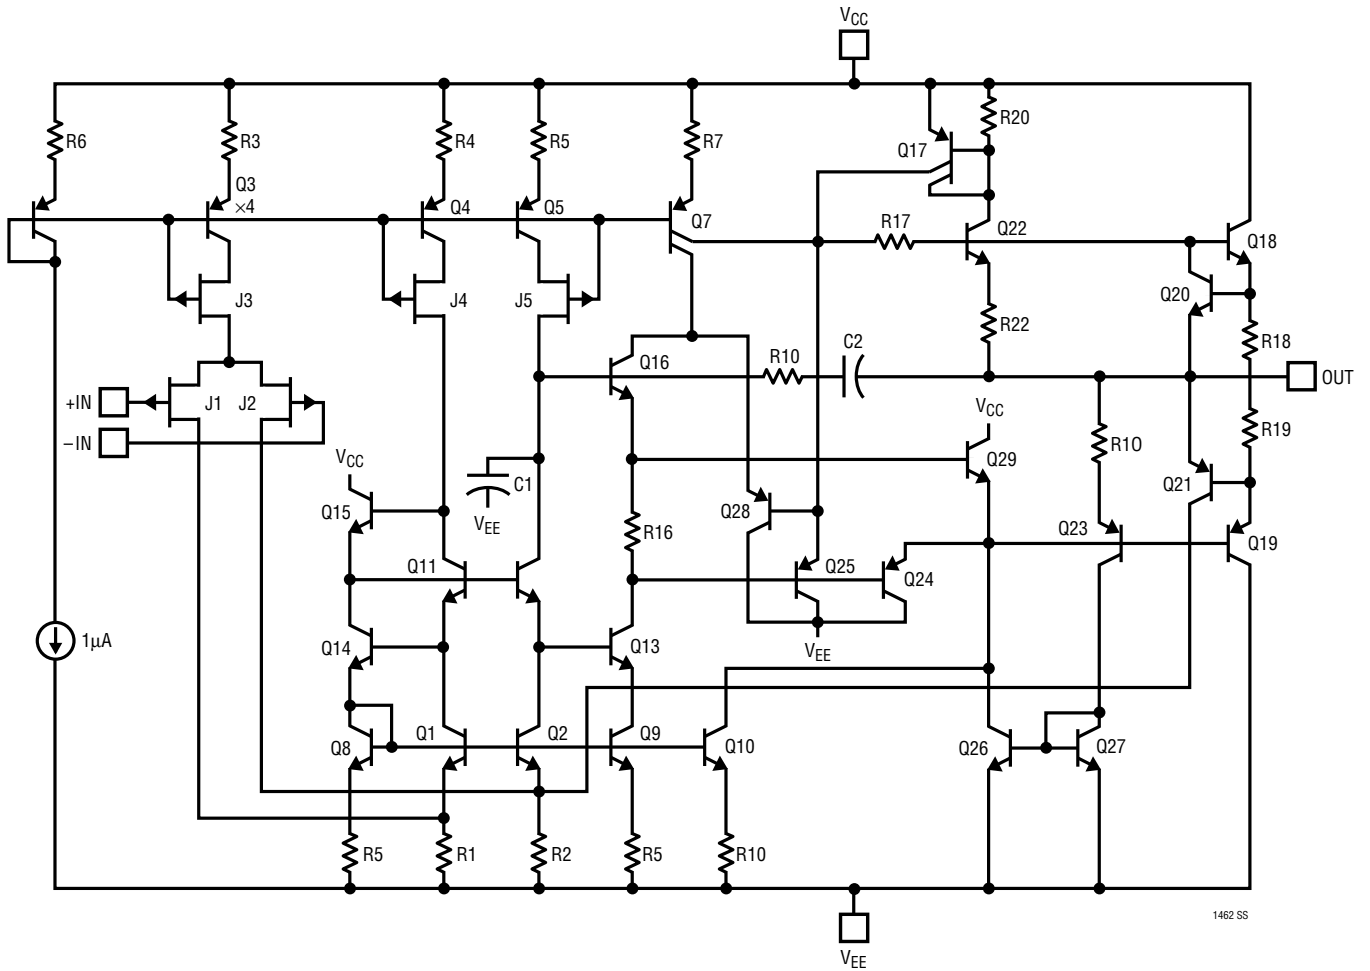 VCC
R6
R3
R4
R5
R7
R20
Q17
Q3
×4
Q4
Q5
Q7
R17
Q22
Q18
J3
J4
J5
Q20
R22
R18
C2
R10
Q16
OUT
+IN
J1
J2
–IN
VCC
R19
R1O
Q29
VCC
C1
Q21
Q15
VEE
Q28
R16
Q23
Q19
Q11
Q25
Q24
1µA
Q14
Q13
VEE
Q8
Q1
Q2
Q9
Q10
Q26
Q27
R5
R1
R2
R5
R10
1462 SS
VEE